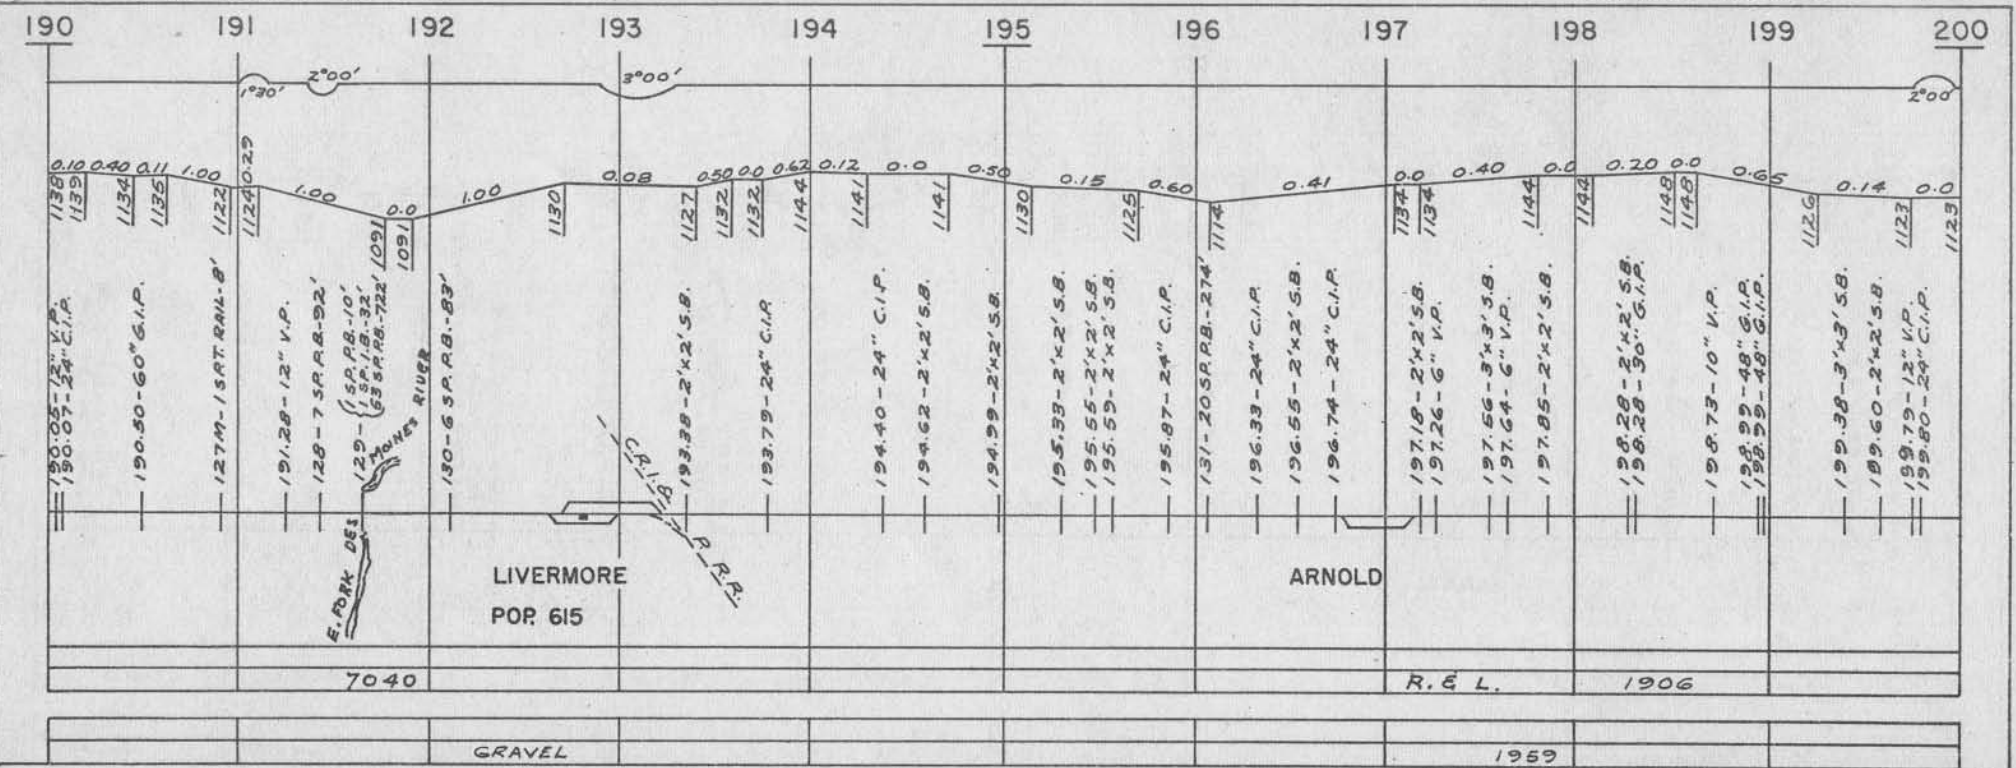 190 191 192 193 194 195 196 197 198 199 200
1°30' 2°00' 3°00' 2°00'
0.10 0.40 0.11 1.00 0.29 1.00 0.0 1.00 0.08 0.50 0.0 0.62 0.12 0.0 0.50 0.15 0.60 0.41 0.0 0.40 0.0 0.20 0.0 0.65 0.14 0.0
1138 1139 1134 1135 1122 1124 1091 1091 1130 1127 1132 1132 1144 1141 1141 1130 1125 1114 1134 1134 1144 1144 1148 1148 1126 1123 1123
190.05-12" V.P.
190.07-24" C.I.P.
190.50-60" G.I.P.
127M-1 SP.T. RAIL-8'
191.28-12" V.P.
128-7 SP. P.B.-92'
129-(1 SP. P.B.-10'
1 SP. I.B.-32'
63 SP. P.B.-722'
130-6 SP. P.B.-83'
193.38-2'x2' S.B.
193.79-24" C.I.P.
194.40-24" C.I.P.
194.62-2'x2' S.B.
194.99-2'x2' S.B.
195.33-2'x2' S.B.
195.55-2'x2' S.B.
195.59-2'x2' S.B.
195.87-24" C.I.P.
131-20 SP. P.B.-274'
196.33-24" C.I.P.
196.55-2'x2' S.B.
196.74-24" C.I.P.
197.18-2'x2' S.B.
197.26-6" V.P.
197.56-3'x3' S.B.
197.64-6" V.P.
197.85-2'x2' S.B.
198.28-2'x2' S.B.
198.28-30" G.I.P.
198.73-10" V.P.
198.99-48" G.I.P.
198.99-48" G.I.P.
199.38-3'x3' S.B.
199.60-2'x2' S.B.
199.79-12" V.P.
199.80-24" C.I.P.
E. FORK DES MOINES RIVER
C.R.I. & P. R.R.
LIVERMORE
POP. 615
ARNOLD
7040
R. & L. 1906
GRAVEL
1959